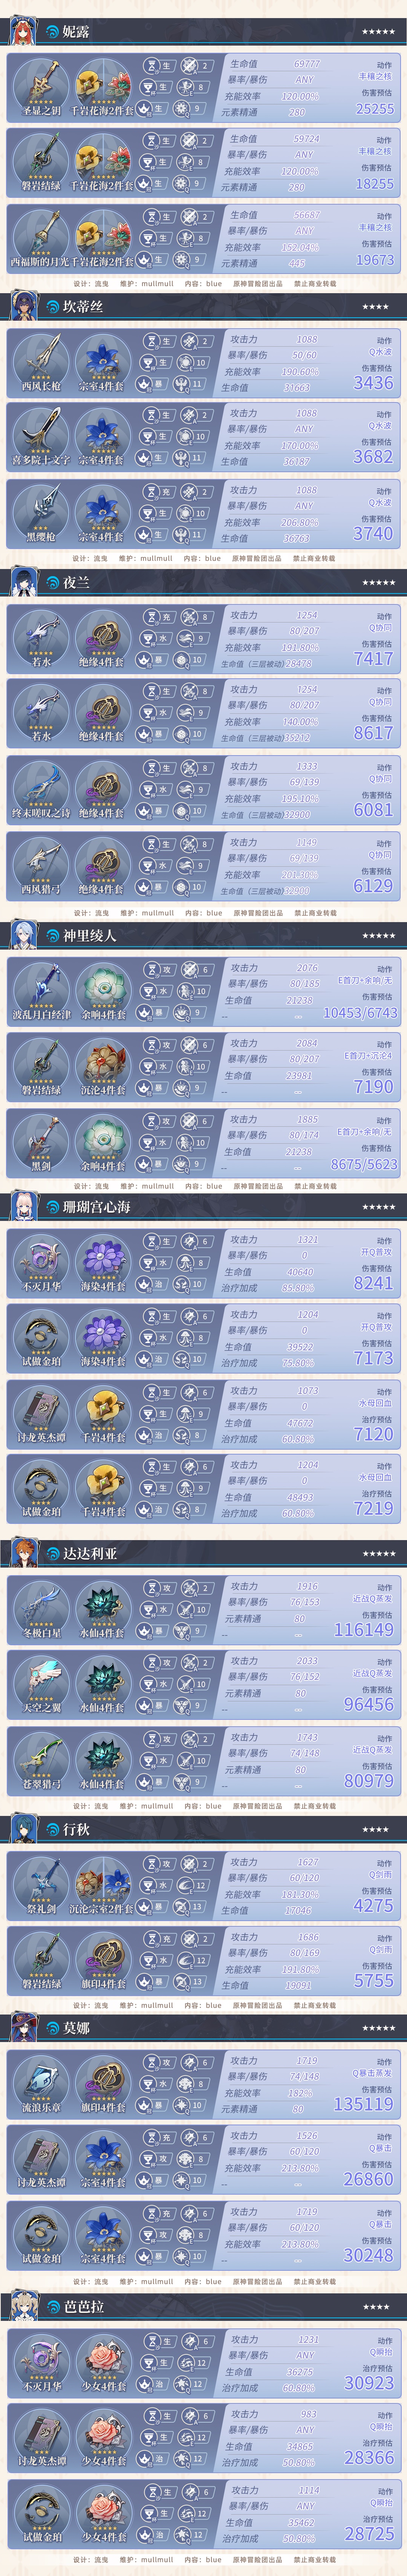 妮露
圣显之钥 千岩花海2件套
生 2
生 8
生 9
生命值 69777
暴率/暴伤 ANY
充能效率 120.00%
元素精通 280
动作
丰穰之核
伤害预估
25255
磐岩结绿 千岩花海2件套
生 2
生 8
生 9
生命值 59724
暴率/暴伤 ANY
充能效率 120.00%
元素精通 280
动作
丰穰之核
伤害预估
18255
西福斯的月光 千岩花海2件套
生 2
生 8
生 9
生命值 56687
暴率/暴伤 ANY
充能效率 152.04%
元素精通 445
动作
丰穰之核
伤害预估
19673
设计：流曳 维护：mullmull 内容：blue 原神冒险团出品 禁止商业转载
坎蒂丝
西风长枪 宗室4件套
生 2
生 10
暴 11
攻击力 1088
暴率/暴伤 50/60
充能效率 190.60%
生命值 31663
动作
Q水波
伤害预估
3436
喜多院十文字 宗室4件套
生 2
生 10
生 11
攻击力 1088
暴率/暴伤 ANY
充能效率 170.00%
生命值 36187
动作
Q水波
伤害预估
3682
黑缨枪 宗室4件套
充 2
生 10
生 11
攻击力 1088
暴率/暴伤 ANY
充能效率 206.80%
生命值 36763
动作
Q水波
伤害预估
3740
设计：流曳 维护：mullmull 内容：blue 原神冒险团出品 禁止商业转载
夜兰
若水 绝缘4件套
充 8
水 9
暴 10
攻击力 1254
暴率/暴伤 80/207
充能效率 191.80%
生命值（三层被动）28478
动作
Q协同
伤害预估
7417
若水 绝缘4件套
生 8
水 9
暴 10
攻击力 1254
暴率/暴伤 80/207
充能效率 140.00%
生命值（三层被动）35212
动作
Q协同
伤害预估
8617
终末嗟叹之诗 绝缘4件套
生 8
水 9
暴 10
攻击力 1333
暴率/暴伤 69/139
充能效率 195.10%
生命值（三层被动）32900
动作
Q协同
伤害预估
6081
西风猎弓 绝缘4件套
生 8
水 9
暴 10
攻击力 1149
暴率/暴伤 69/139
充能效率 201.30%
生命值（三层被动）32900
动作
Q协同
伤害预估
6129
设计：流曳 维护：mullmull 内容：blue 原神冒险团出品 禁止商业转载
神里绫人
波乱月白经津 余响4件套
攻 6
水 10
暴 9
攻击力 2076
暴率/暴伤 80/185
生命值 21238
-- --
动作
E首刀+余响/无
伤害预估
10453/6743
磐岩结绿 沉沦4件套
生 6
水 10
暴 9
攻击力 2084
暴率/暴伤 80/207
生命值 23981
-- --
动作
E首刀+沉沦4
伤害预估
7190
黑剑 余响4件套
攻 6
水 10
暴 9
攻击力 1885
暴率/暴伤 80/174
生命值 21238
-- --
动作
E首刀+余响/无
伤害预估
8675/5623
设计：流曳 维护：mullmull 内容：blue 原神冒险团出品 禁止商业转载
珊瑚宫心海
不灭月华 海染4件套
生 6
水 8
治 10
攻击力 1321
暴率/暴伤 0
生命值 40640
治疗加成 85.80%
动作
开Q普攻
伤害预估
8241
试做金珀 海染4件套
生 6
水 8
治 10
攻击力 1204
暴率/暴伤 0
生命值 39522
治疗加成 75.80%
动作
开Q普攻
伤害预估
7173
讨龙英杰谭 千岩4件套
生 6
生 9
治 8
攻击力 1073
暴率/暴伤 0
生命值 47672
治疗加成 60.80%
动作
水母回血
治疗预估
7120
试做金珀 千岩4件套
生 6
生 9
治 8
攻击力 1204
暴率/暴伤 0
生命值 48493
治疗加成 60.80%
动作
水母回血
治疗预估
7219
达达利亚
冬极白星 水仙4件套
攻 2
水 10
暴 9
攻击力 1916
暴率/暴伤 76/153
元素精通 80
-- --
动作
近战Q蒸发
伤害预估
116149
天空之翼 水仙4件套
攻 2
水 10
暴 9
攻击力 2033
暴率/暴伤 76/152
元素精通 80
-- --
动作
近战Q蒸发
伤害预估
96456
苍翠猎弓 水仙4件套
攻 2
水 10
暴 9
攻击力 1743
暴率/暴伤 74/148
元素精通 80
-- --
动作
近战Q蒸发
伤害预估
80979
设计：流曳 维护：mullmull 内容：blue 原神冒险团出品 禁止商业转载
行秋
祭礼剑 沉沦宗室2件套
攻 2
水 12
暴 13
攻击力 1627
暴率/暴伤 60/120
充能效率 181.30%
生命值 17046
动作
Q剑雨
伤害预估
4275
磐岩结绿 旗印4件套
充 2
水 12
暴 13
攻击力 1686
暴率/暴伤 80/169
充能效率 191.80%
生命值 19091
动作
Q剑雨
伤害预估
5755
设计：流曳 维护：mullmull 内容：blue 原神冒险团出品 禁止商业转载
莫娜
流浪乐章 旗印4件套
攻 6
水 8
暴 10
攻击力 1719
暴率/暴伤 74/148
充能效率 182%
元素精通 80
动作
Q暴击蒸发
伤害预估
135119
讨龙英杰谭 宗室4件套
充 6
攻 8
暴 10
攻击力 1526
暴率/暴伤 60/120
充能效率 213.80%
-- --
动作
Q暴击
伤害预估
26860
试做金珀 宗室4件套
充 6
攻 8
暴 10
攻击力 1719
暴率/暴伤 60/120
充能效率 213.80%
-- --
动作
Q暴击
伤害预估
30248
设计：流曳 维护：mullmull 内容：blue 原神冒险团出品 禁止商业转载
芭芭拉
不灭月华 少女4件套
生 6
生 12
治 12
攻击力 1231
暴率/暴伤 ANY
生命值 36275
治疗加成 60.80%
动作
Q瞬抬
治疗预估
30923
讨龙英杰谭 少女4件套
生 6
生 12
治 12
攻击力 983
暴率/暴伤 ANY
生命值 34865
治疗加成 50.80%
动作
Q瞬抬
治疗预估
28366
试做金珀 少女4件套
生 6
生 12
治 12
攻击力 1114
暴率/暴伤 ANY
生命值 35462
治疗加成 50.80%
动作
Q瞬抬
治疗预估
28725
设计：流曳 维护：mullmull 内容：blue 原神冒险团出品 禁止商业转载